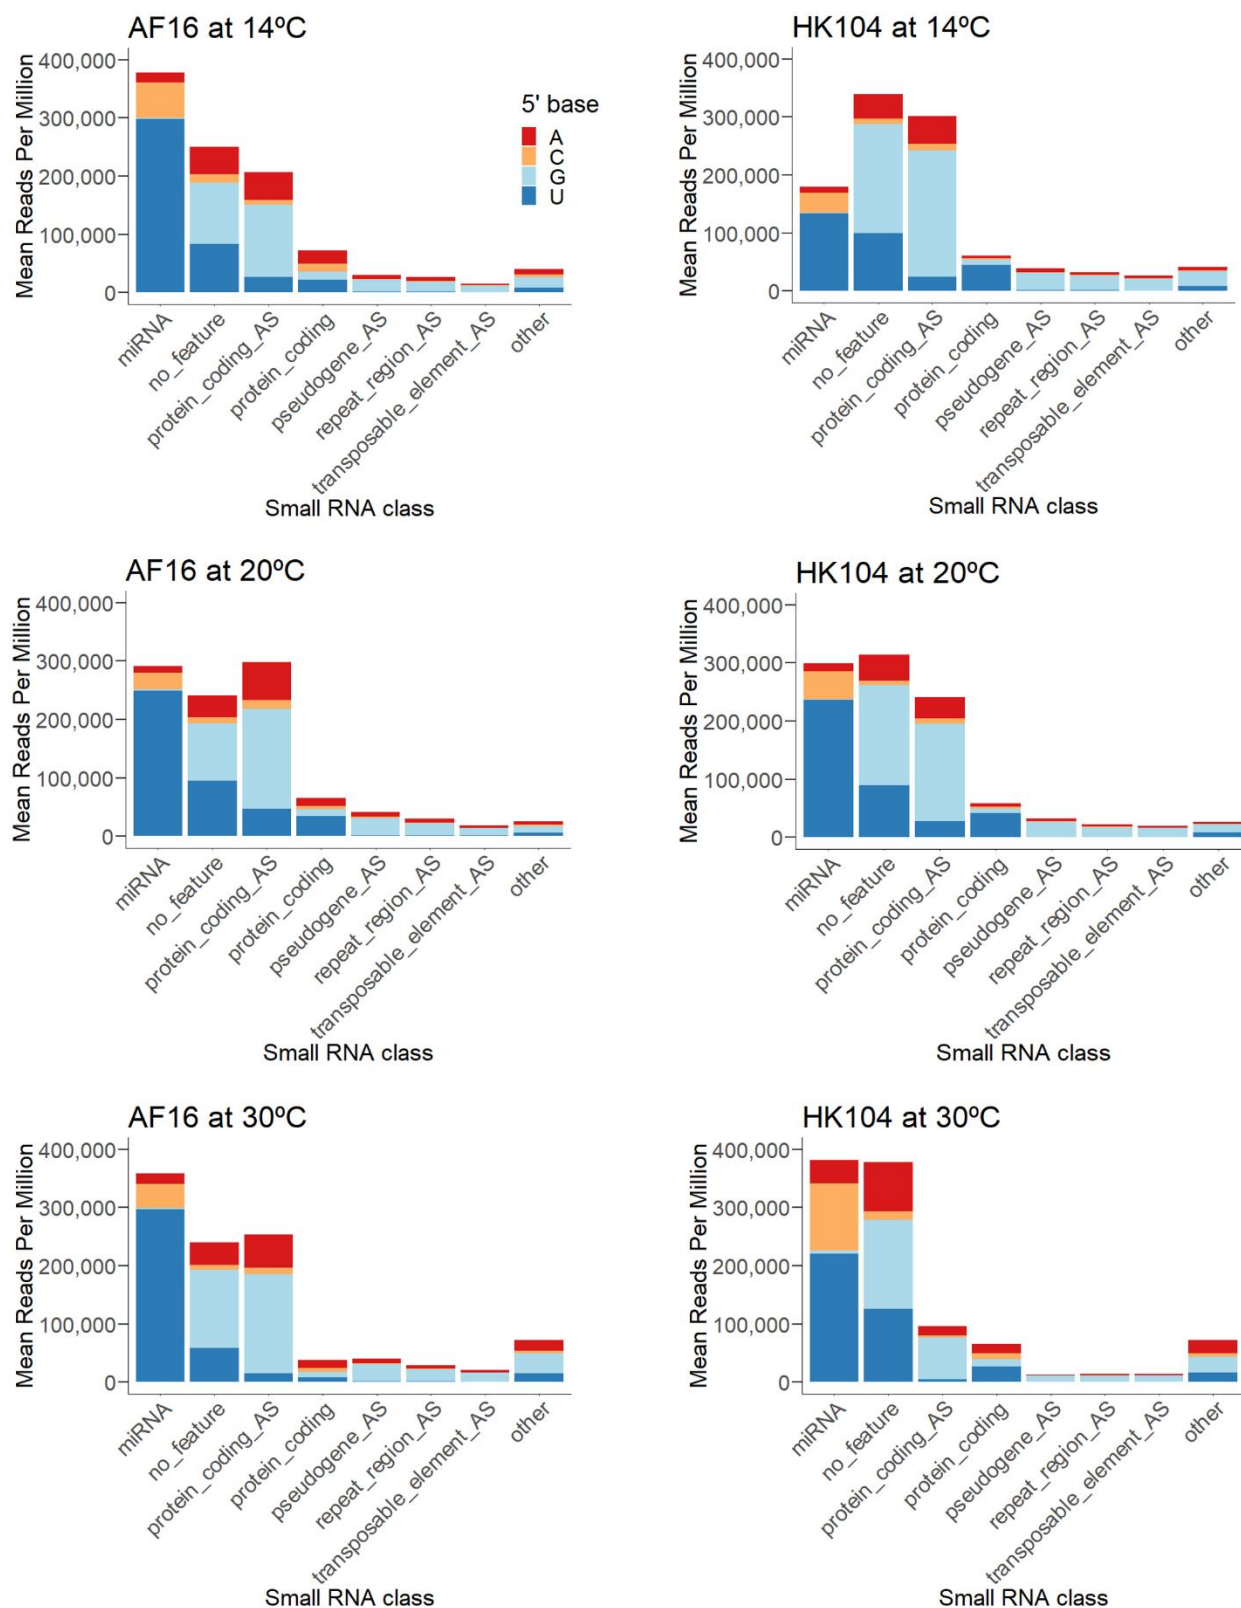 AF16 at 14ºC
Mean Reads Per Million
400,000
300,000
200,000
100,000
0
5' base
A
C
G
U
miRNA
no_feature
protein_coding_AS
protein_coding
pseudogene_AS
repeat_region_AS
transposable_element_AS
other
Small RNA class
HK104 at 14ºC
Mean Reads Per Million
400,000
300,000
200,000
100,000
0
miRNA
no_feature
protein_coding_AS
protein_coding
pseudogene_AS
repeat_region_AS
transposable_element_AS
other
Small RNA class
AF16 at 20ºC
Mean Reads Per Million
400,000
300,000
200,000
100,000
0
miRNA
no_feature
protein_coding_AS
protein_coding
pseudogene_AS
repeat_region_AS
transposable_element_AS
other
Small RNA class
HK104 at 20ºC
Mean Reads Per Million
400,000
300,000
200,000
100,000
0
miRNA
no_feature
protein_coding_AS
protein_coding
pseudogene_AS
repeat_region_AS
transposable_element_AS
other
Small RNA class
AF16 at 30ºC
Mean Reads Per Million
400,000
300,000
200,000
100,000
0
miRNA
no_feature
protein_coding_AS
protein_coding
pseudogene_AS
repeat_region_AS
transposable_element_AS
other
Small RNA class
HK104 at 30ºC
Mean Reads Per Million
400,000
300,000
200,000
100,000
0
miRNA
no_feature
protein_coding_AS
protein_coding
pseudogene_AS
repeat_region_AS
transposable_element_AS
other
Small RNA class